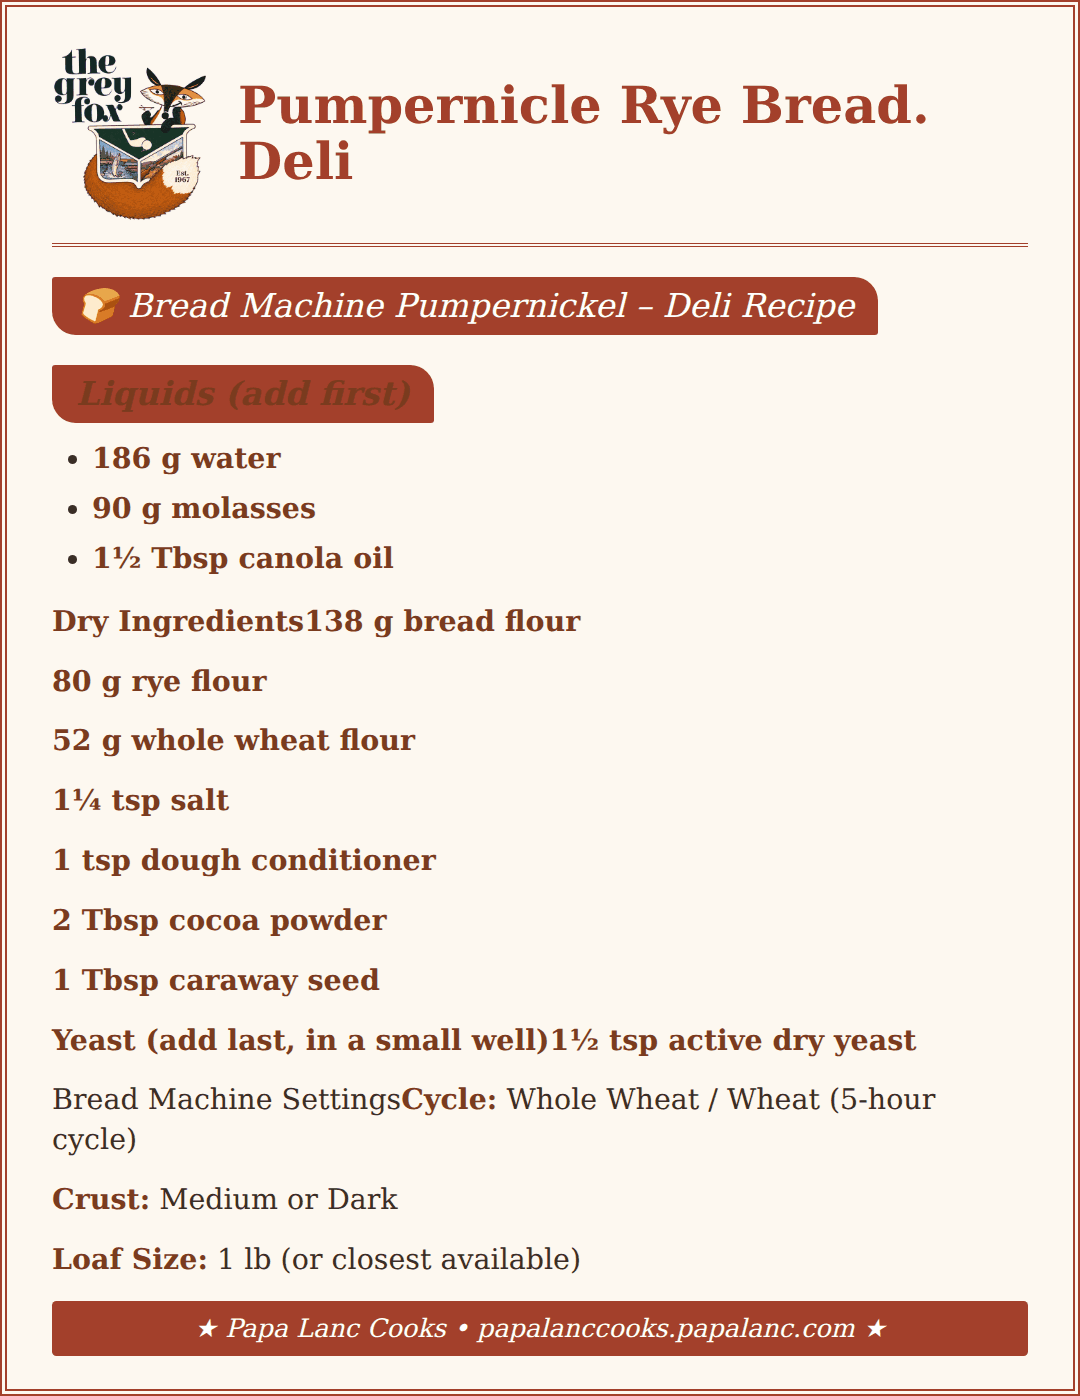 the
grey
fox
Est.
1967
Pumpernicle Rye Bread.
Deli
🍞 Bread Machine Pumpernickel – Deli Recipe
Liquids (add first)
• 186 g water
• 90 g molasses
• 1½ Tbsp canola oil
Dry Ingredients138 g bread flour
80 g rye flour
52 g whole wheat flour
1¼ tsp salt
1 tsp dough conditioner
2 Tbsp cocoa powder
1 Tbsp caraway seed
Yeast (add last, in a small well)1½ tsp active dry yeast
Bread Machine SettingsCycle: Whole Wheat / Wheat (5-hour
cycle)
Crust: Medium or Dark
Loaf Size: 1 lb (or closest available)
★ Papa Lanc Cooks • papalanccooks.papalanc.com ★